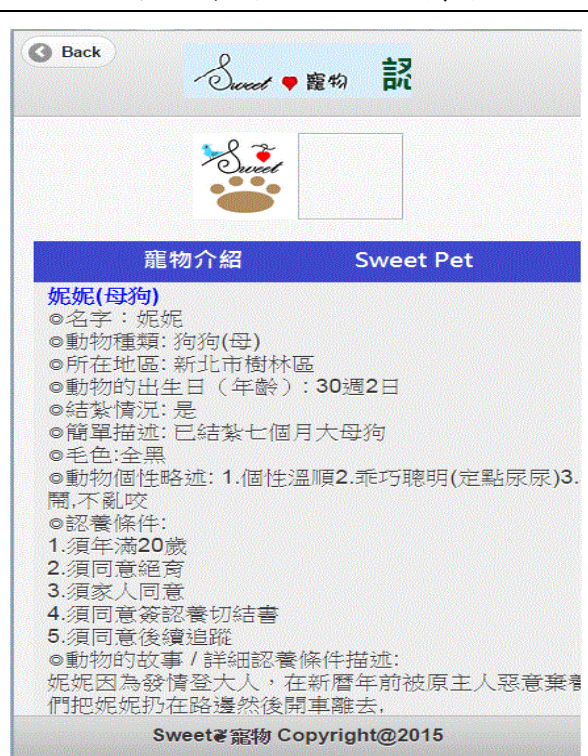 Back
Sweet 寵物 認
Sweet
寵物介紹 Sweet Pet
妮妮(母狗)
◎名字：妮妮
◎動物種類: 狗狗(母)
◎所在地區: 新北市樹林區
◎動物的出生日（年齡）: 30週2日
◎結紮情況: 是
◎簡單描述: 已結紮七個月大母狗
◎毛色:全黑
◎動物個性略述: 1.個性溫順2.乖巧聰明(定點尿尿)3.
鬧,不亂咬
◎認養條件:
1.須年滿20歲
2.須同意絕育
3.須家人同意
4.須同意簽認養切結書
5.須同意後續追蹤
◎動物的故事 / 詳細認養條件描述:
妮妮因為發情登大人，在新曆年前被原主人惡意棄養
們把妮妮扔在路邊然後開車離去,
Sweet❦寵物 Copyright@2015